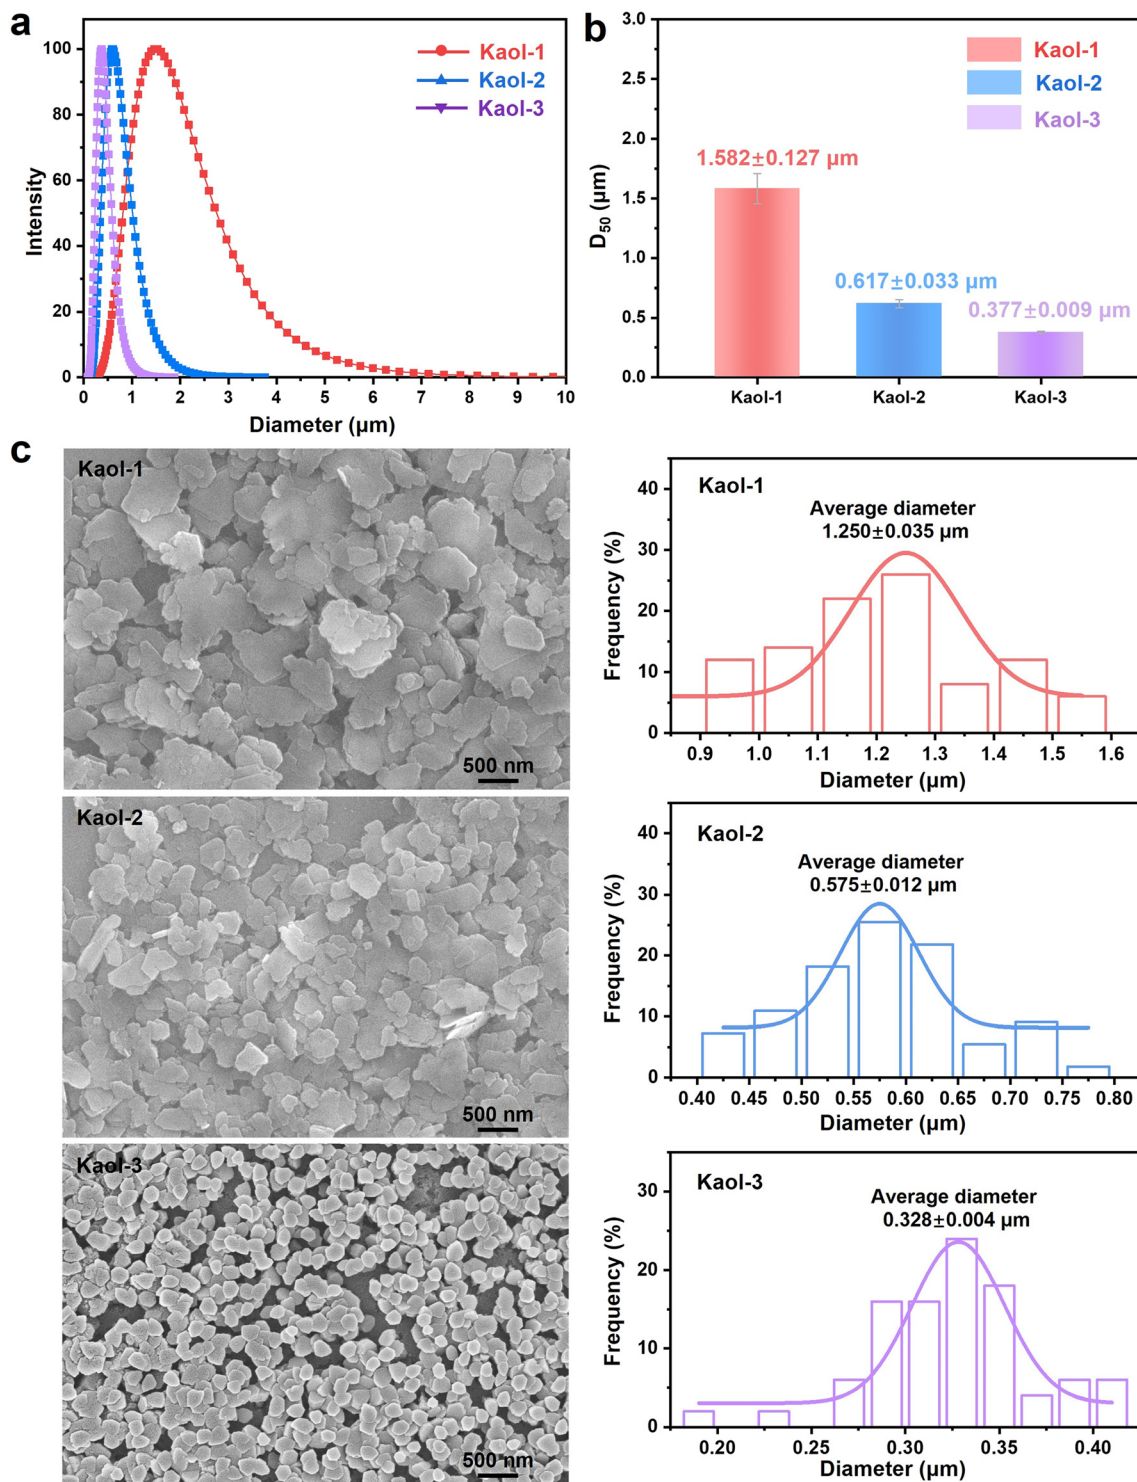 a
Intensity
100
80
60
40
20
0
0 1 2 3 4 5 6 7 8 9 10
Diameter (µm)
Kaol-1
Kaol-2
Kaol-3
b
D50 (µm)
3.0
2.5
2.0
1.5
1.0
0.5
0.0
Kaol-1
Kaol-2
Kaol-3
1.582±0.127 µm
0.617±0.033 µm
0.377±0.009 µm
Kaol-1 Kaol-2 Kaol-3
c
Kaol-1
500 nm
Kaol-1
Average diameter
1.250±0.035 µm
Frequency (%)
40
30
20
10
0
0.9 1.0 1.1 1.2 1.3 1.4 1.5 1.6
Diameter (µm)
Kaol-2
500 nm
Kaol-2
Average diameter
0.575±0.012 µm
Frequency (%)
40
30
20
10
0
0.40 0.45 0.50 0.55 0.60 0.65 0.70 0.75 0.80
Diameter (µm)
Kaol-3
500 nm
Kaol-3
Average diameter
0.328±0.004 µm
Frequency (%)
30
20
10
0
0.20 0.25 0.30 0.35 0.40
Diameter (µm)